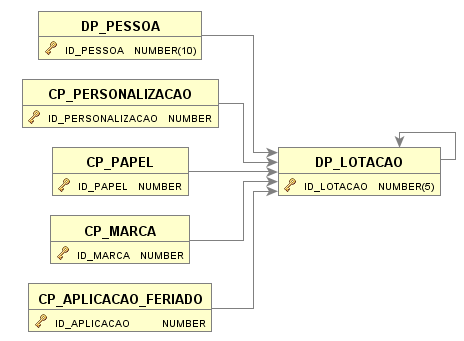 DP_PESSOA
ID_PESSOA NUMBER(10)
CP_PERSONALIZACAO
ID_PERSONALIZACAO NUMBER
CP_PAPEL
ID_PAPEL NUMBER
DP_LOTACAO
ID_LOTACAO NUMBER(5)
CP_MARCA
ID_MARCA NUMBER
CP_APLICACAO_FERIADO
ID_APLICACAO NUMBER